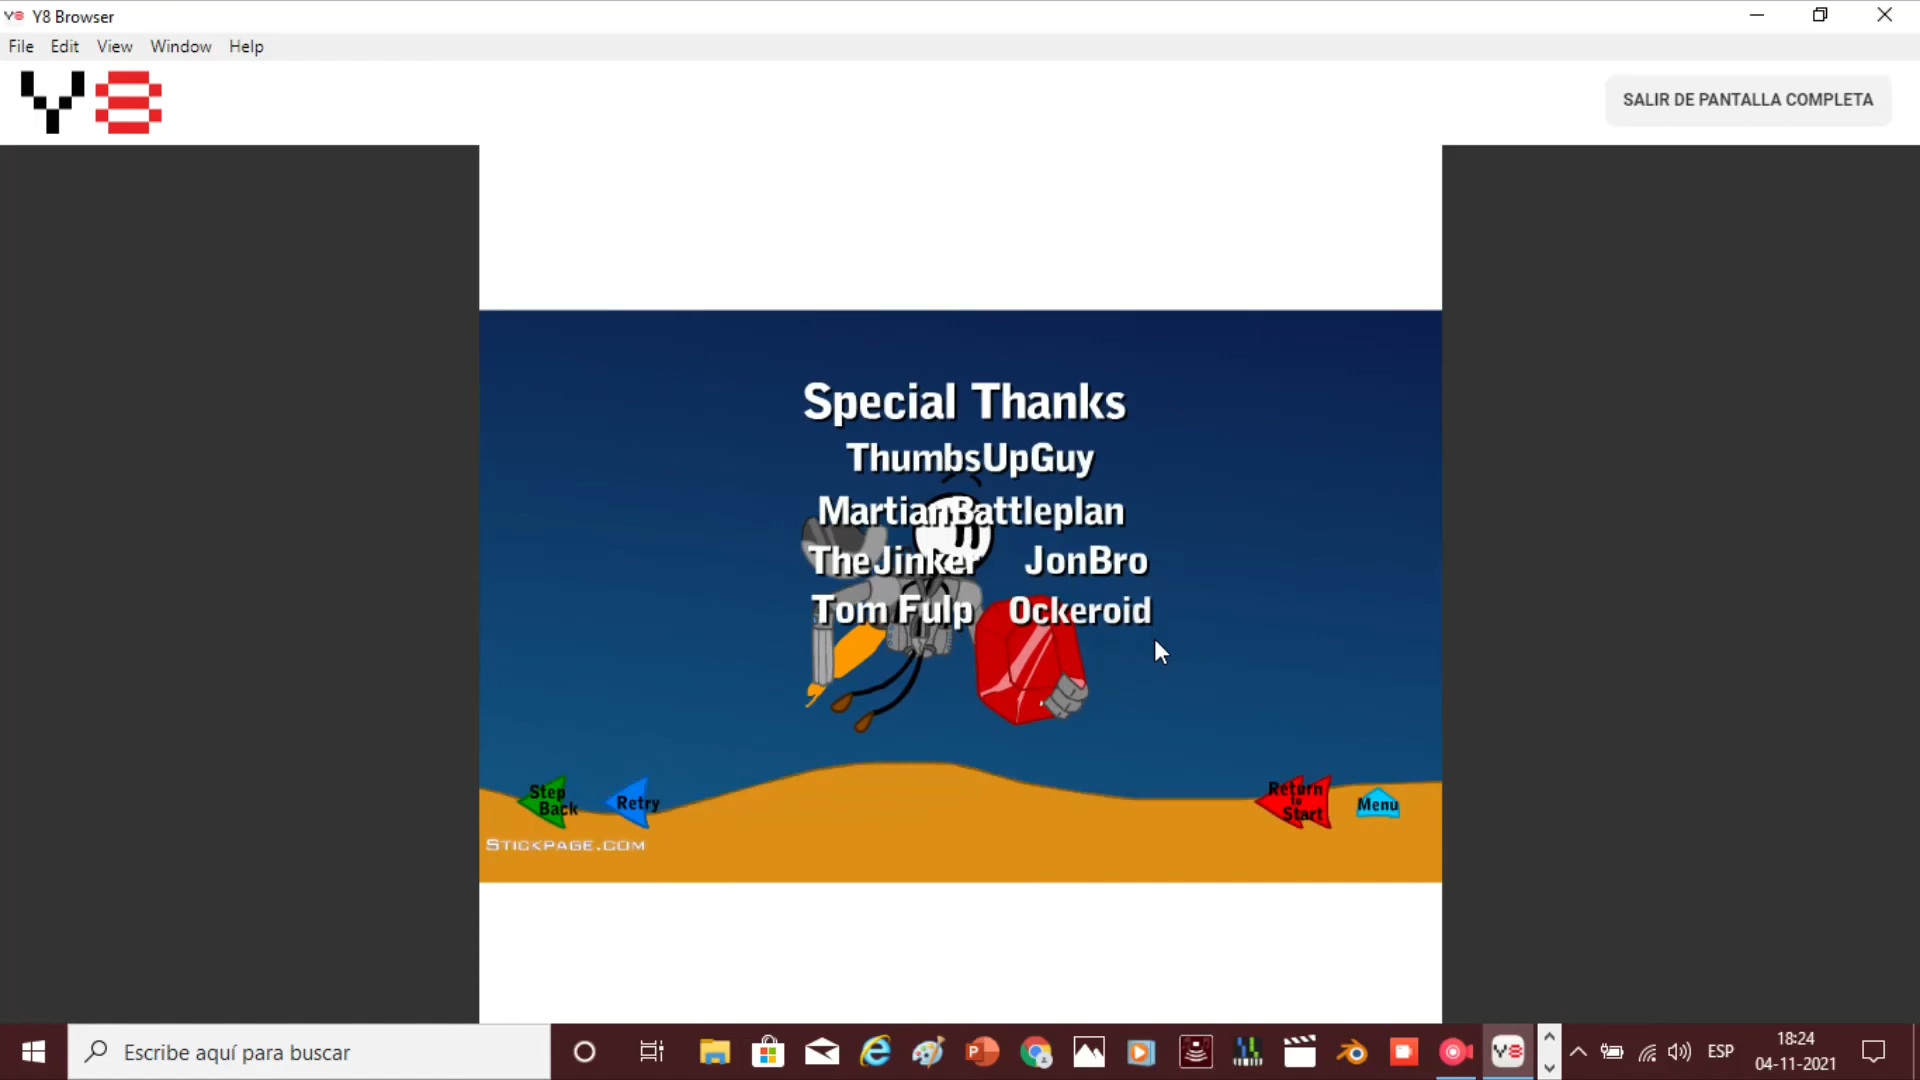 Y8 Browser
File Edit View Window Help
Y8
SALIR DE PANTALLA COMPLETA
Special Thanks
ThumbsUpGuy
MartianBattleplan
TheJinker JonBro
Tom Fulp Ockeroid
Step Back
Retry
Return to Start
Menu
STICKPAGE.COM
Escribe aquí para buscar
ESP
18:24
04-11-2021